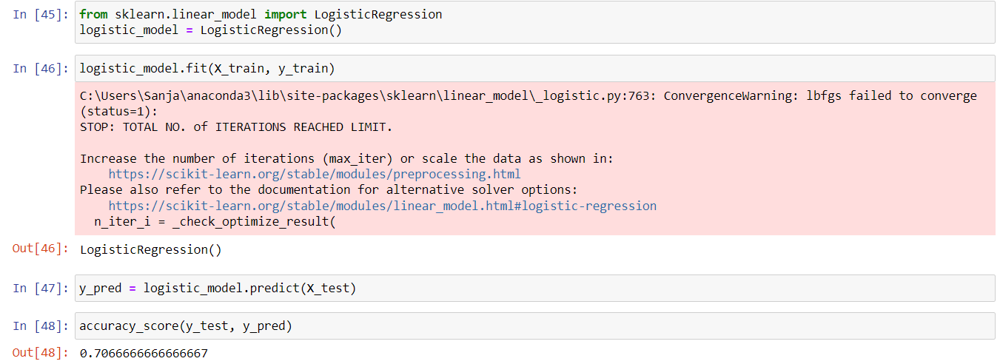 In [45]: from sklearn.linear_model import LogisticRegression
logistic_model = LogisticRegression()
In [46]: logistic_model.fit(X_train, y_train)
C:\Users\Sanja\anaconda3\lib\site-packages\sklearn\linear_model\_logistic.py:763: ConvergenceWarning: lbfgs failed to converge
(status=1):
STOP: TOTAL NO. of ITERATIONS REACHED LIMIT.
Increase the number of iterations (max_iter) or scale the data as shown in:
https://scikit-learn.org/stable/modules/preprocessing.html
Please also refer to the documentation for alternative solver options:
https://scikit-learn.org/stable/modules/linear_model.html#logistic-regression
n_iter_i = _check_optimize_result(
Out[46]: LogisticRegression()
In [47]: y_pred = logistic_model.predict(X_test)
In [48]: accuracy_score(y_test, y_pred)
Out[48]: 0.7066666666666667